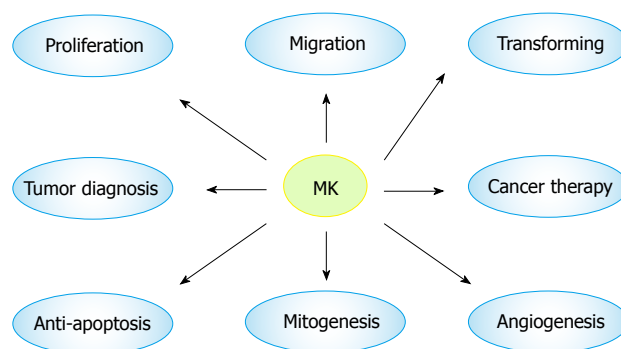 Proliferation
Migration
Transforming
Tumor diagnosis
MK
Cancer therapy
Anti-apoptosis
Mitogenesis
Angiogenesis